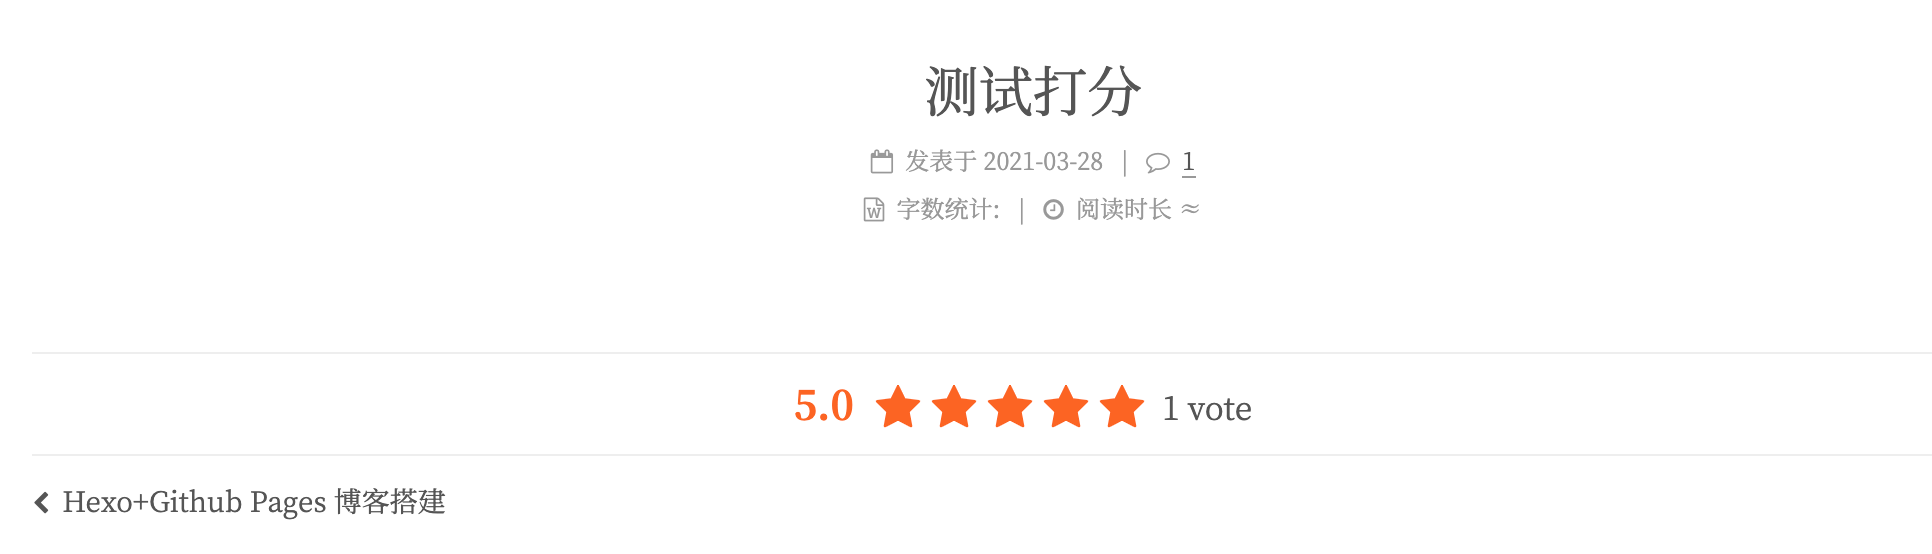 测试打分
发表于 2021-03-28 | 1
字数统计: | 阅读时长 ≈
5.0 1 vote
Hexo+Github Pages 博客搭建